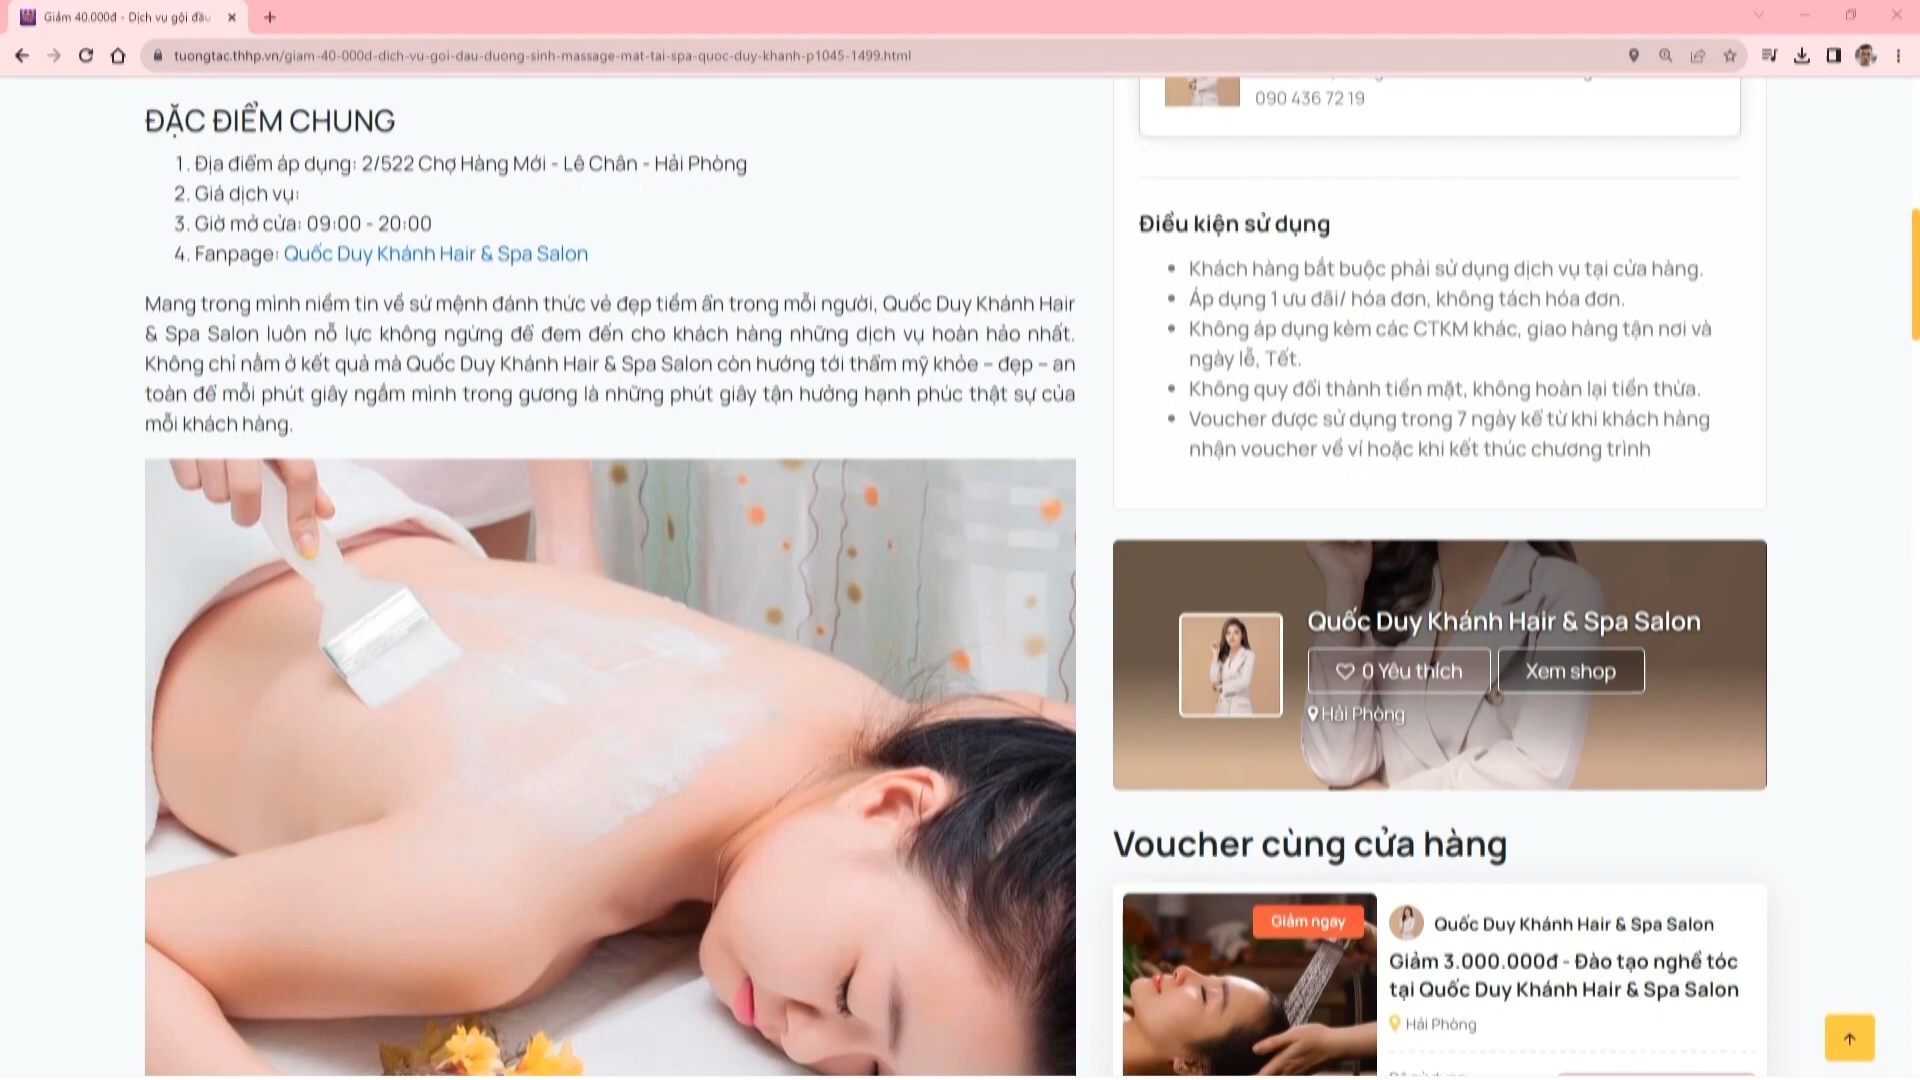 Giảm 40.000đ - Dịch vụ gội đầu
tuongtac.thhp.vn/giam-40-000d-dich-vu-goi-dau-duong-sinh-massage-mat-tai-spa-quoc-duy-khanh-p1045-1499.html
ĐẶC ĐIỂM CHUNG
1. Địa điểm áp dụng: 2/522 Chợ Hàng Mới - Lê Chân - Hải Phòng
2. Giá dịch vụ:
3. Giờ mở cửa: 09:00 - 20:00
4. Fanpage: Quốc Duy Khánh Hair & Spa Salon
Mang trong mình niềm tin về sứ mệnh đánh thức vẻ đẹp tiềm ẩn trong mỗi người, Quốc Duy Khánh Hair
& Spa Salon luôn nỗ lực không ngừng để đem đến cho khách hàng những dịch vụ hoàn hảo nhất.
Không chỉ nằm ở kết quả mà Quốc Duy Khánh Hair & Spa Salon còn hướng tới thẩm mỹ khỏe – đẹp – an
toàn để mỗi phút giây ngắm mình trong gương là những phút giây tận hưởng hạnh phúc thật sự của
mỗi khách hàng.
090 436 72 19
Điều kiện sử dụng
Khách hàng bắt buộc phải sử dụng dịch vụ tại cửa hàng.
Áp dụng 1 ưu đãi/ hóa đơn, không tách hóa đơn.
Không áp dụng kèm các CTKM khác, giao hàng tận nơi và
ngày lễ, Tết.
Không quy đổi thành tiền mặt, không hoàn lại tiền thừa.
Voucher được sử dụng trong 7 ngày kể từ khi khách hàng
nhận voucher về ví hoặc khi kết thúc chương trình
Quốc Duy Khánh Hair & Spa Salon
0 Yêu thích
Xem shop
Hải Phòng
Voucher cùng cửa hàng
Giảm ngay
Quốc Duy Khánh Hair & Spa Salon
Giảm 3.000.000đ - Đào tạo nghề tóc
tại Quốc Duy Khánh Hair & Spa Salon
Hải Phòng